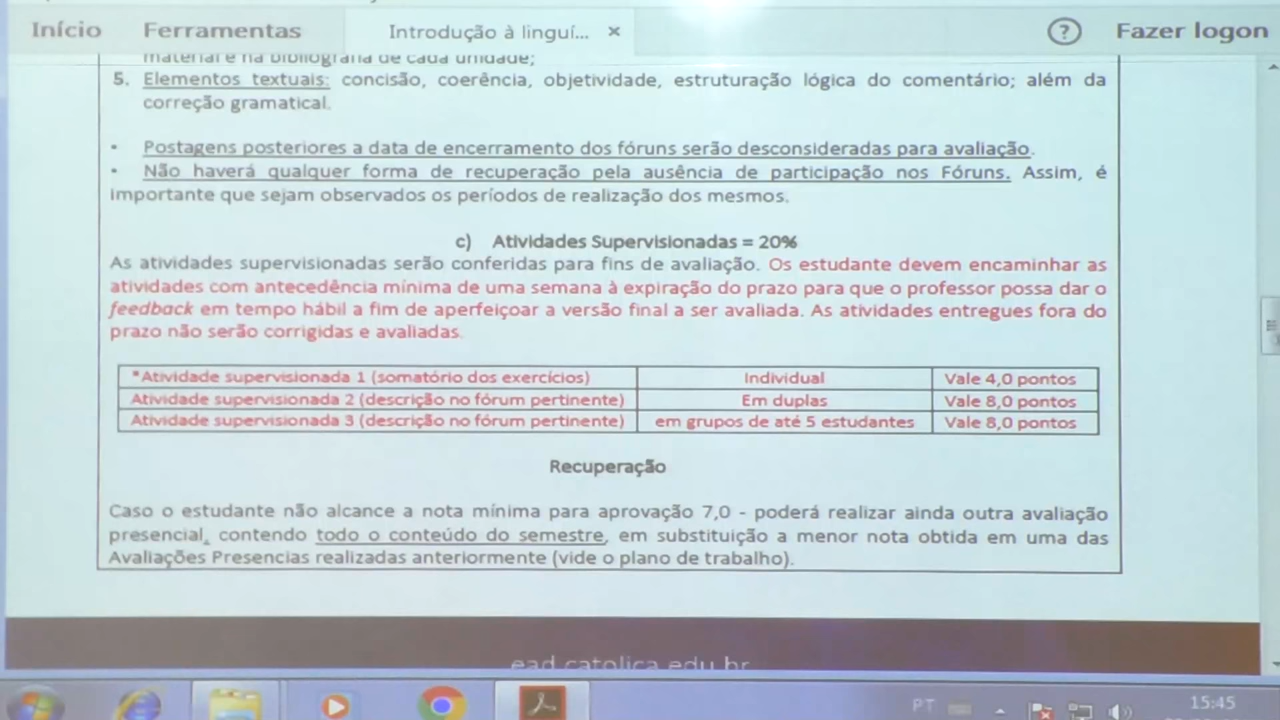 Início Ferramentas Introdução à linguí... × ? Fazer logon
material e na bibliografia de cada unidade;
5. Elementos textuais: concisão, coerência, objetividade, estruturação lógica do comentário; além da
correção gramatical.
• Postagens posteriores a data de encerramento dos fóruns serão desconsideradas para avaliação.
• Não haverá qualquer forma de recuperação pela ausência de participação nos Fóruns. Assim, é
importante que sejam observados os períodos de realização dos mesmos.
c) Atividades Supervisionadas = 20%
As atividades supervisionadas serão conferidas para fins de avaliação. Os estudante devem encaminhar as
atividades com antecedência mínima de uma semana à expiração do prazo para que o professor possa dar o
feedback em tempo hábil a fim de aperfeiçoar a versão final a ser avaliada. As atividades entregues fora do
prazo não serão corrigidas e avaliadas.
*Atividade supervisionada 1 (somatório dos exercícios) Individual Vale 4,0 pontos
Atividade supervisionada 2 (descrição no fórum pertinente) Em duplas Vale 8,0 pontos
Atividade supervisionada 3 (descrição no fórum pertinente) em grupos de até 5 estudantes Vale 8,0 pontos
Recuperação
Caso o estudante não alcance a nota mínima para aprovação 7,0 - poderá realizar ainda outra avaliação
presencial, contendo todo o conteúdo do semestre, em substituição a menor nota obtida em uma das
Avaliações Presencias realizadas anteriormente (vide o plano de trabalho).
ead.catolica.edu.br
PT 15:45